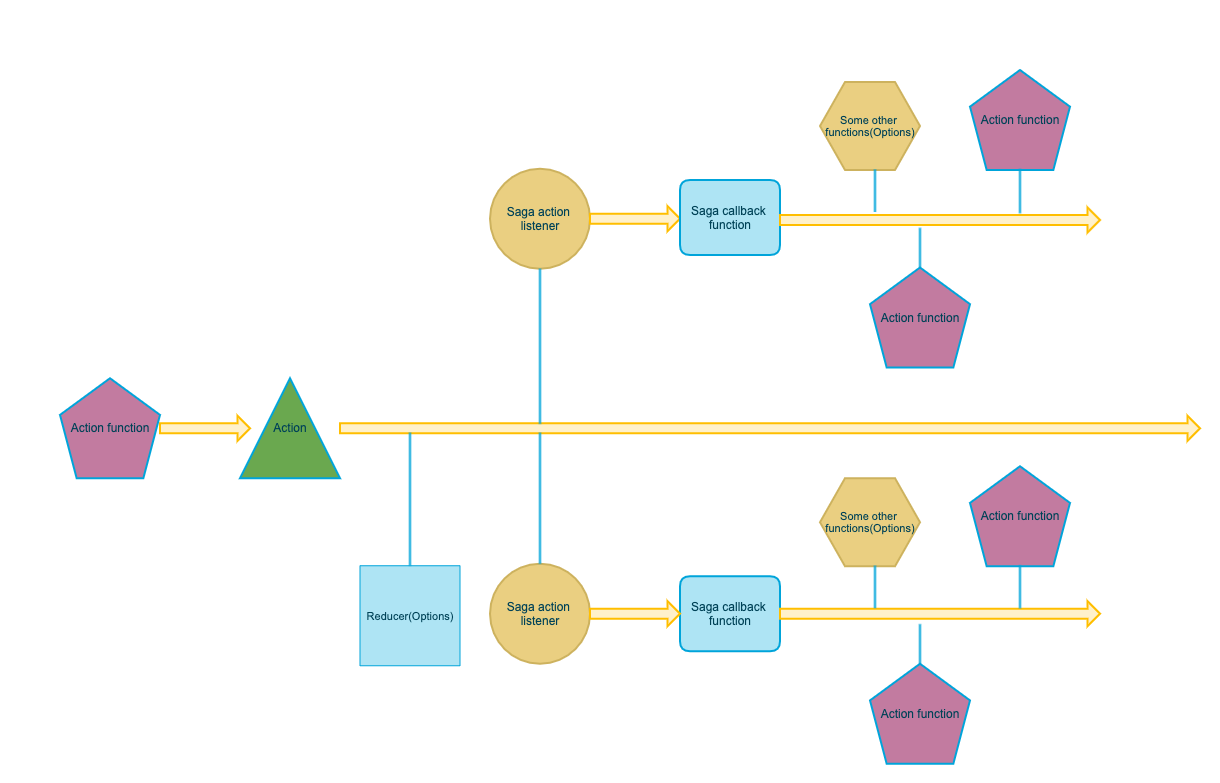 Some other
functions(Options)
Action function
Saga action
listener
Saga callback
function
Action function
Action function
Action
Some other
functions(Options)
Action function
Reducer(Options)
Saga action
listener
Saga callback
function
Action function